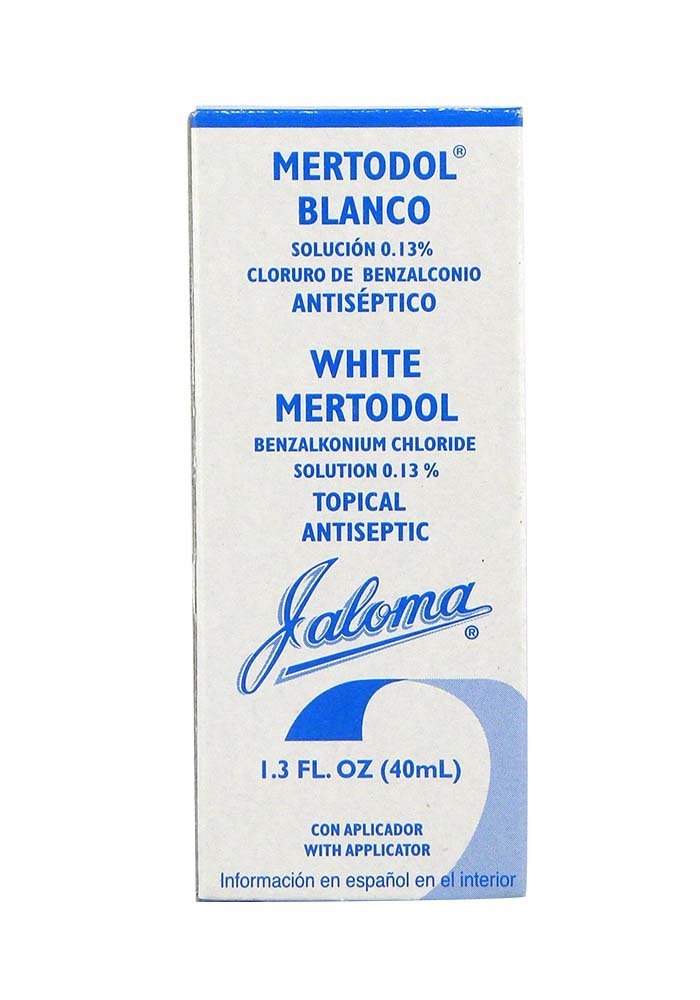 MERTODOL®
BLANCO
SOLUCIÓN 0.13%
CLORURO DE BENZALCONIO
ANTISÉPTICO
WHITE
MERTODOL
BENZALKONIUM CHLORIDE
SOLUTION 0.13 %
TOPICAL
ANTISEPTIC
Jaloma®
1.3 FL. OZ (40mL)
CON APLICADOR
WITH APPLICATOR
Información en español en el interior